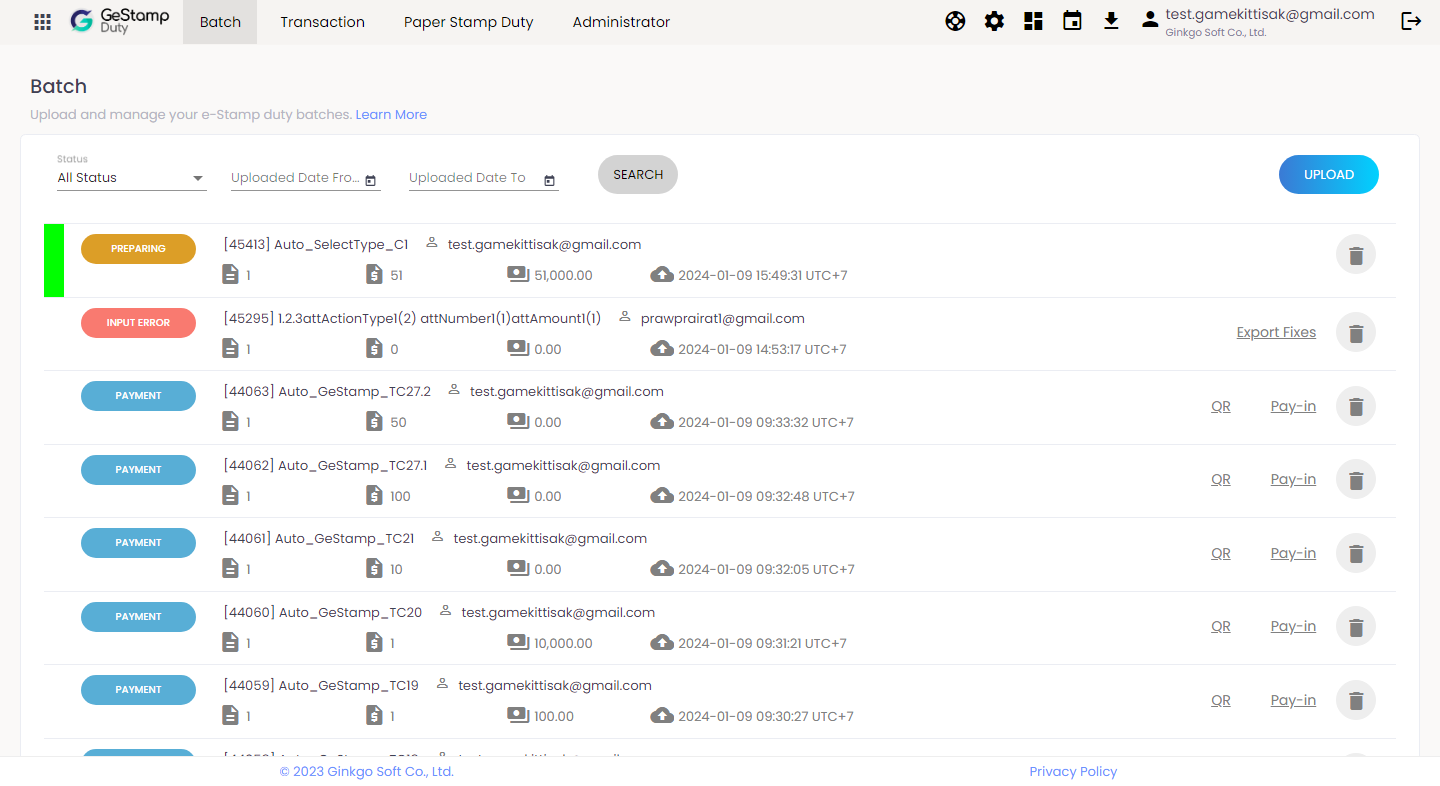 GeStamp
Duty
Batch
Transaction
Paper Stamp Duty
Administrator
test.gamekittisak@gmail.com
Ginkgo Soft Co., Ltd.
Batch
Upload and manage your e-Stamp duty batches. Learn More
Status
All Status
Uploaded Date Fro...
Uploaded Date To
SEARCH
UPLOAD
PREPARING
[45413] Auto_SelectType_C1 test.gamekittisak@gmail.com
1 51 51,000.00 2024-01-09 15:49:31 UTC+7
INPUT ERROR
[45295] 1.2.3attActionType1(2) attNumber1(1)attAmount1(1) prawprairat1@gmail.com
1 0 0.00 2024-01-09 14:53:17 UTC+7
Export Fixes
PAYMENT
[44063] Auto_GeStamp_TC27.2 test.gamekittisak@gmail.com
1 50 0.00 2024-01-09 09:33:32 UTC+7
QR Pay-in
PAYMENT
[44062] Auto_GeStamp_TC27.1 test.gamekittisak@gmail.com
1 100 0.00 2024-01-09 09:32:48 UTC+7
QR Pay-in
PAYMENT
[44061] Auto_GeStamp_TC21 test.gamekittisak@gmail.com
1 10 0.00 2024-01-09 09:32:05 UTC+7
QR Pay-in
PAYMENT
[44060] Auto_GeStamp_TC20 test.gamekittisak@gmail.com
1 1 10,000.00 2024-01-09 09:31:21 UTC+7
QR Pay-in
PAYMENT
[44059] Auto_GeStamp_TC19 test.gamekittisak@gmail.com
1 1 100.00 2024-01-09 09:30:27 UTC+7
QR Pay-in
© 2023 Ginkgo Soft Co., Ltd.
Privacy Policy